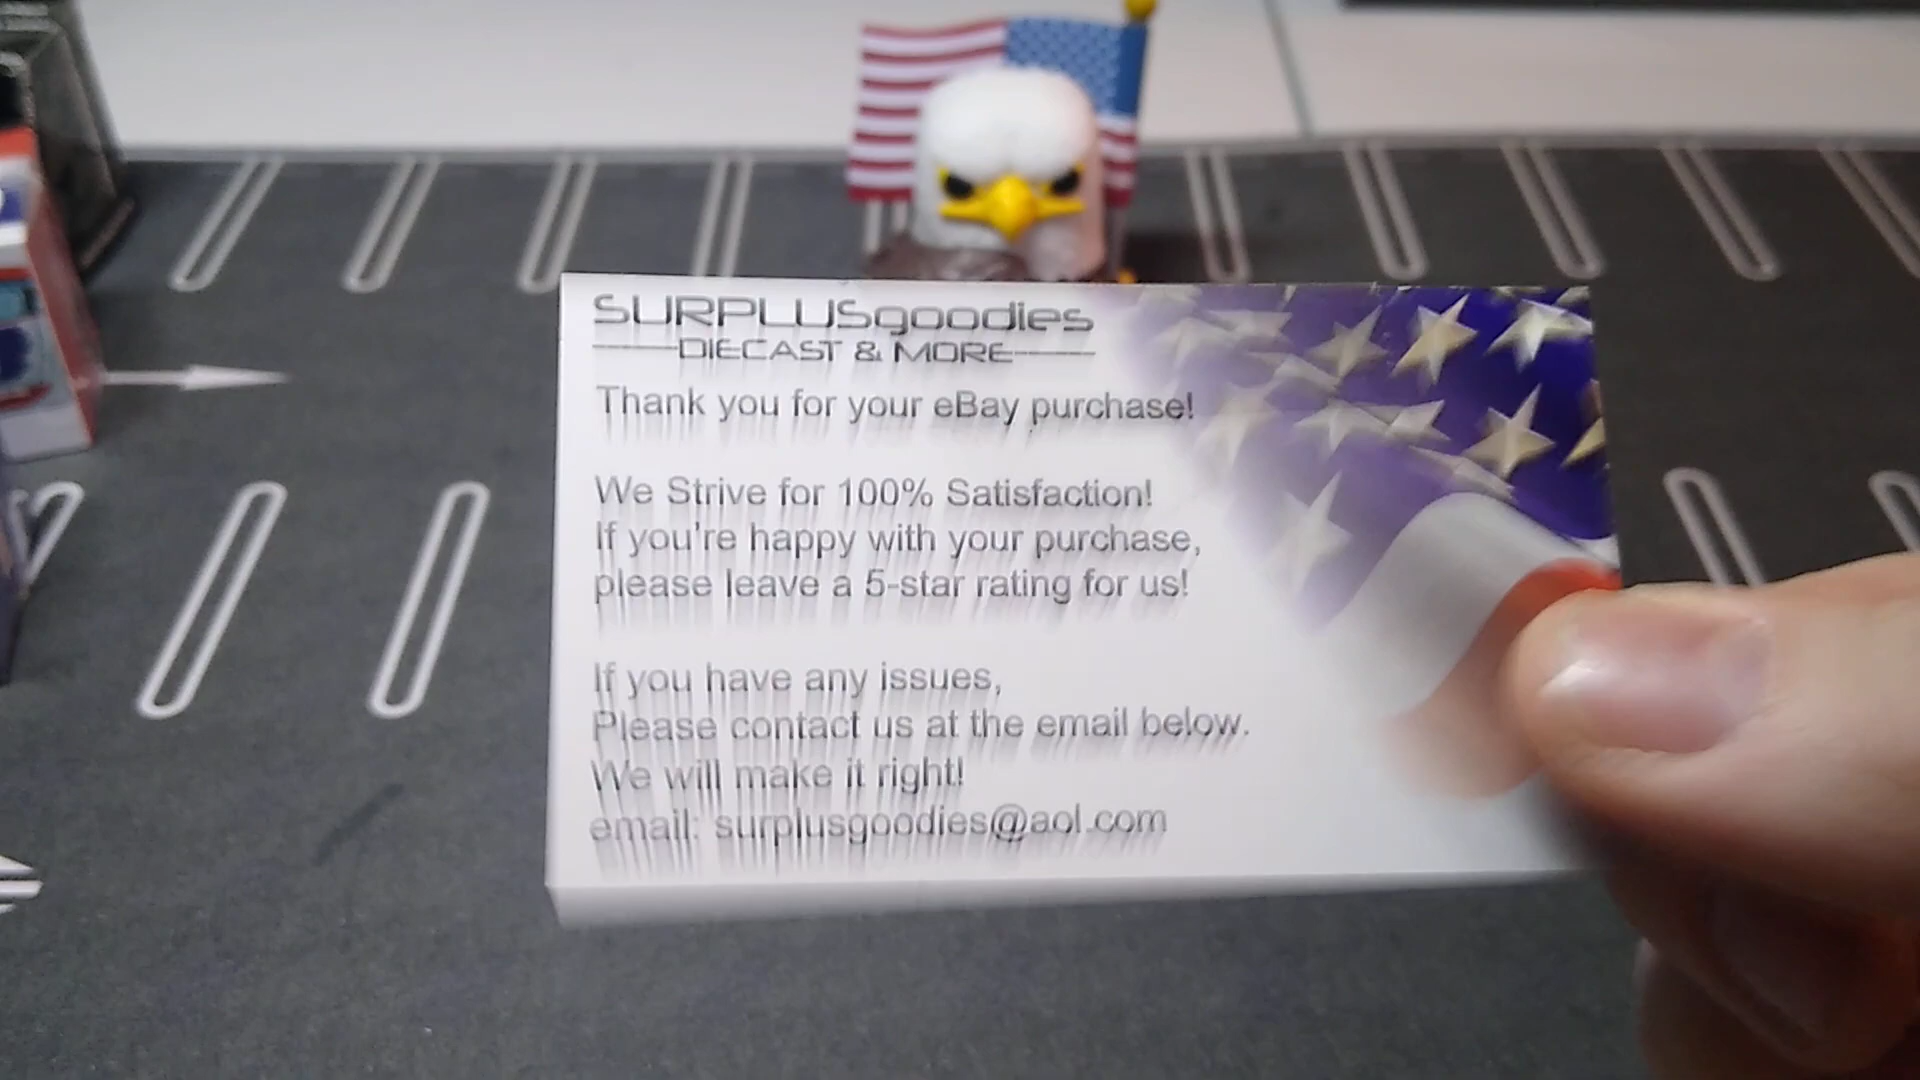 SURPLUSgoodies
DIECAST & MORE
Thank you for your eBay purchase!
We Strive for 100% Satisfaction!
If you're happy with your purchase,
please leave a 5-star rating for us!
If you have any issues,
Please contact us at the email below.
We will make it right!
email: surplusgoodies@aol.com